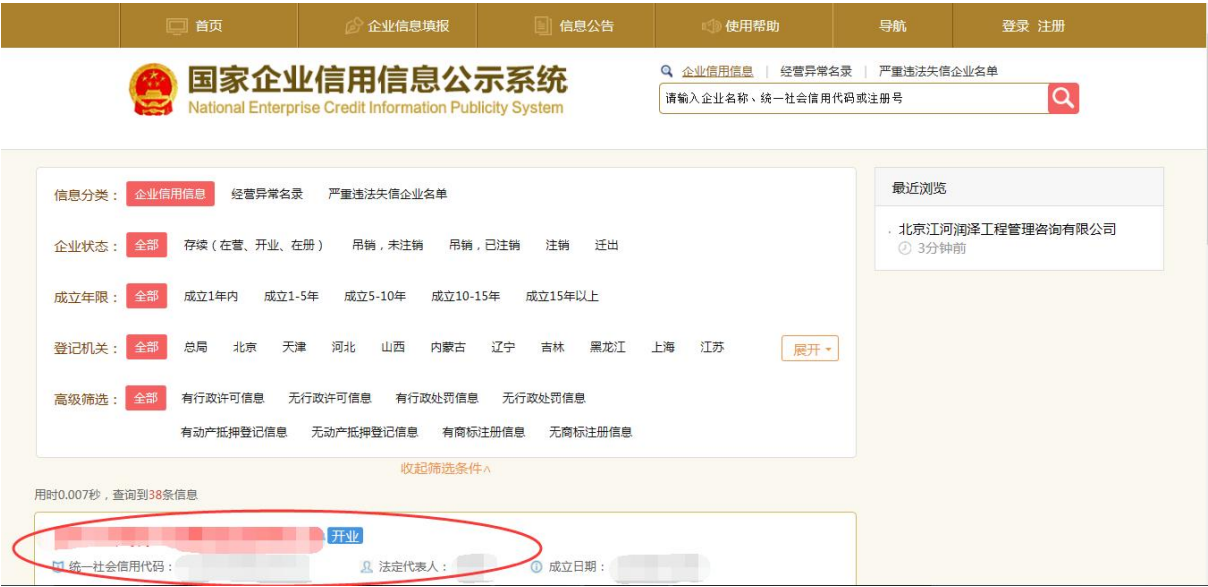 首页 企业信息填报 信息公告 使用帮助 导航 登录 注册
国家企业信用信息公示系统
National Enterprise Credit Information Publicity System
企业信用信息 | 经营异常名录 | 严重违法失信企业名单
请输入企业名称、统一社会信用代码或注册号
信息分类： 企业信用信息 经营异常名录 严重违法失信企业名单
企业状态： 全部 存续（在营、开业、在册） 吊销，未注销 吊销，已注销 注销 迁出
成立年限： 全部 成立1年内 成立1-5年 成立5-10年 成立10-15年 成立15年以上
登记机关： 全部 总局 北京 天津 河北 山西 内蒙古 辽宁 吉林 黑龙江 上海 江苏 展开
高级筛选： 全部 有行政许可信息 无行政许可信息 有行政处罚信息 无行政处罚信息
有动产抵押登记信息 无动产抵押登记信息 有商标注册信息 无商标注册信息
收起筛选条件
最近浏览
北京江河润泽工程管理咨询有限公司
3分钟前
用时0.007秒，查询到38条信息
开业
统一社会信用代码： 法定代表人： 成立日期：